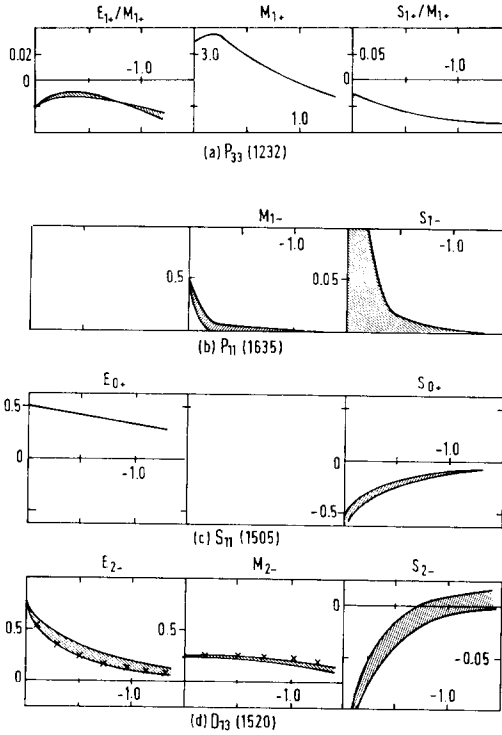 E1+/M1+ M1+ S1+/M1+
0.02 -1.0 3.0 0.05 -1.0
0 1.0 0
(a) P33 (1232)
M1- S1-
-1.0 -1.0
0.5 0.05
(b) P11 (1635)
E0+ S0+
0.5
0 -1.0 -1.0 0
-0.5
(c) S11 (1505)
E2- M2- S2-
0.5 0.5 0
0 -1.0 -1.0 -1.0 -0.05
(d) D13 (1520)